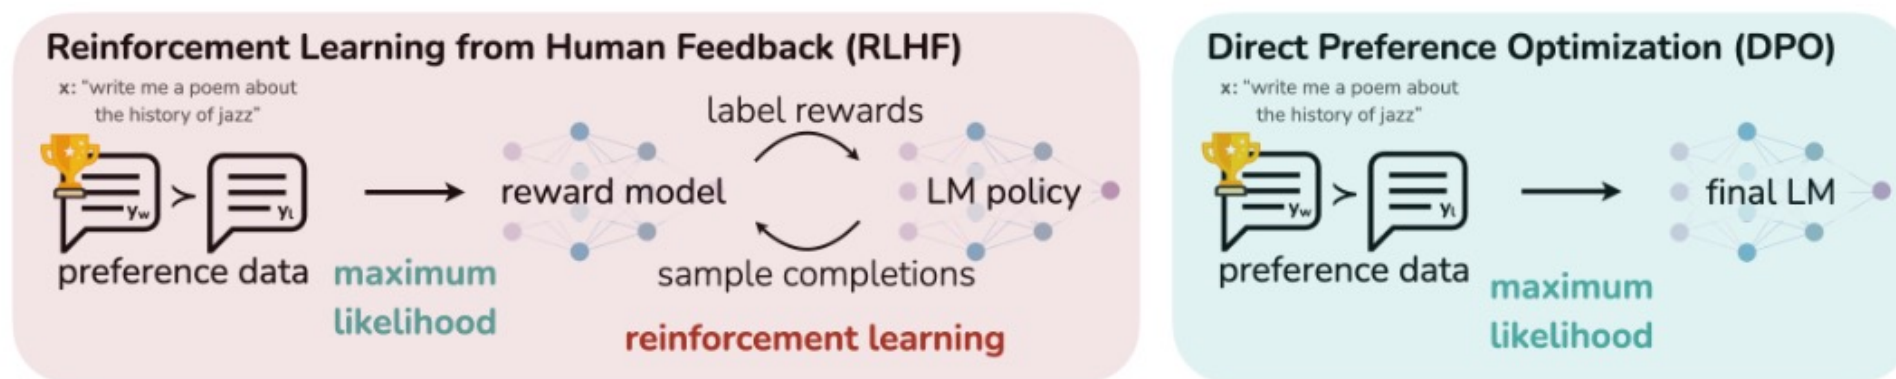 Reinforcement Learning from Human Feedback (RLHF)
x: “write me a poem about
the history of jazz”
label rewards
reward model
LM policy
yw
≻
yl
preference data
maximum
likelihood
sample completions
reinforcement learning
Direct Preference Optimization (DPO)
x: “write me a poem about
the history of jazz”
yw
≻
yl
final LM
preference data
maximum
likelihood